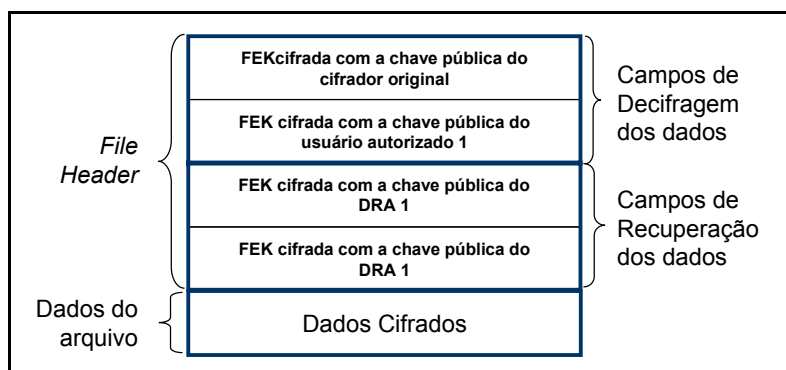 FEKcifrada com a chave pública do
cifrador original
FEK cifrada com a chave pública do
usuário autorizado 1
Campos de
Decifragem
dos dados
File
Header
FEK cifrada com a chave pública do
DRA 1
FEK cifrada com a chave pública do
DRA 1
Campos de
Recuperação
dos dados
Dados do
arquivo
Dados Cifrados